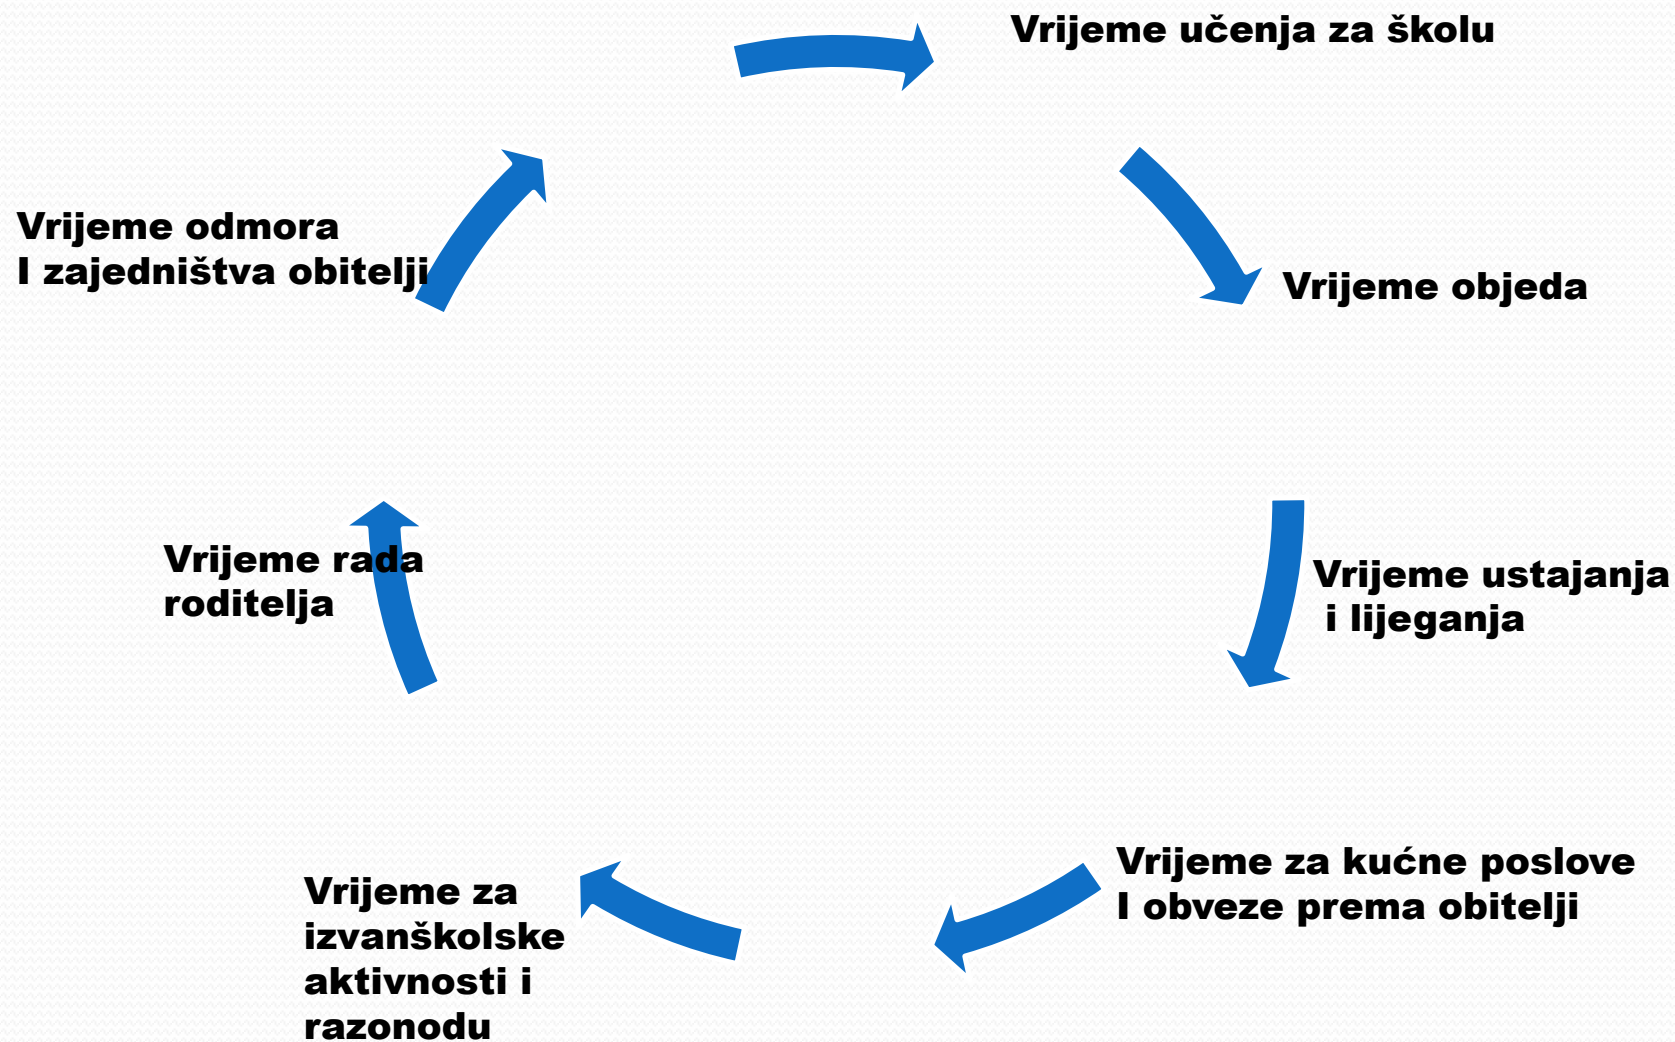 Vrijeme učenja za školu
Vrijeme odmora
I zajedništva obitelji
Vrijeme objeda
Vrijeme rada
roditelja
Vrijeme ustajanja
i lijeganja
Vrijeme za kućne poslove
I obveze prema obitelji
Vrijeme za
izvanškolske
aktivnosti i
razonodu